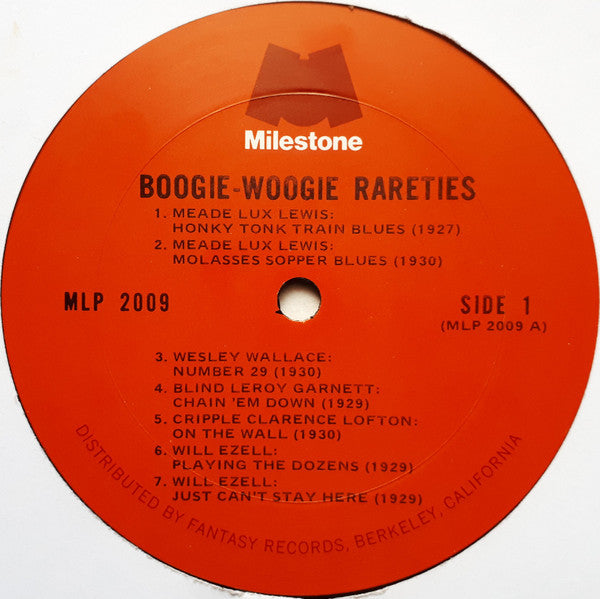 Milestone
BOOGIE-WOOGIE RARETIES
1. MEADE LUX LEWIS:
HONKY TONK TRAIN BLUES (1927)
2. MEADE LUX LEWIS:
MOLASSES SOPPER BLUES (1930)
MLP 2009
SIDE 1
(MLP 2009 A)
3. WESLEY WALLACE:
NUMBER 29 (1930)
4. BLIND LEROY GARNETT:
CHAIN 'EM DOWN (1929)
5. CRIPPLE CLARENCE LOFTON:
ON THE WALL (1930)
6. WILL EZELL:
PLAYING THE DOZENS (1929)
7. WILL EZELL:
JUST CAN'T STAY HERE (1929)
DISTRIBUTED BY FANTASY RECORDS, BERKELEY, CALIFORNIA